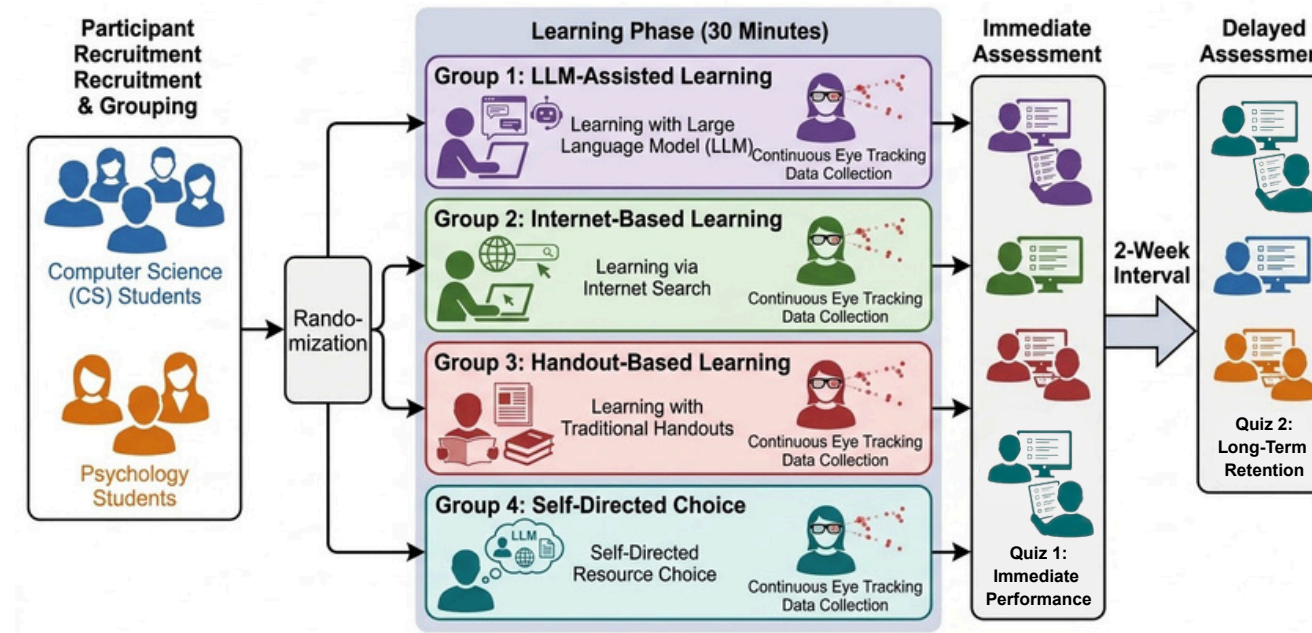 Participant
Recruitment
Recruitment
& Grouping
Computer Science
(CS) Students
Psychology
Students
Rando-
mization
Learning Phase (30 Minutes)
Group 1: LLM-Assisted Learning
Learning with Large
Language Model (LLM)
Continuous Eye Tracking
Data Collection
Group 2: Internet-Based Learning
Learning via
Internet Search
Continuous Eye Tracking
Data Collection
Group 3: Handout-Based Learning
Learning with
Traditional Handouts
Continuous Eye Tracking
Data Collection
Group 4: Self-Directed Choice
LLM
Self-Directed
Resource Choice
Continuous Eye Tracking
Data Collection
Immediate
Assessment
Quiz 1:
Immediate
Performance
2-Week
Interval
Delayed
Assessmen
Quiz 2:
Long-Term
Retention